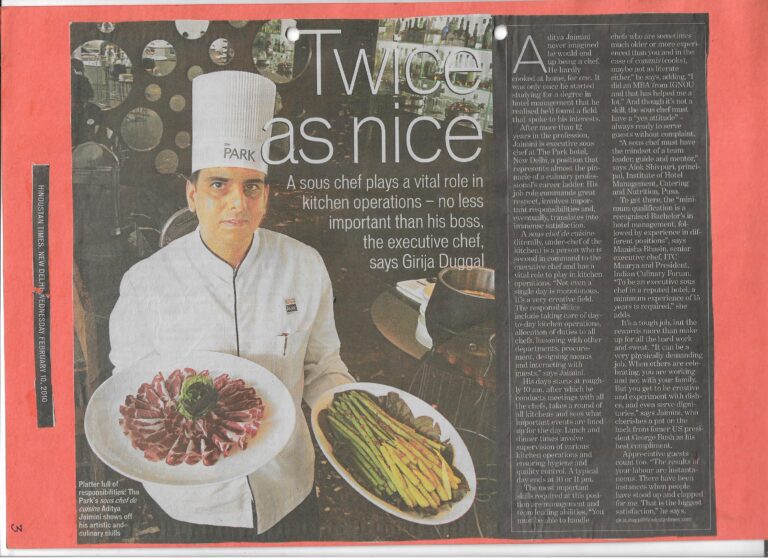 Twice
as nice
A sous chef plays a vital role in
kitchen operations – no less
important than his boss,
the executive chef,
says Girija Duggal
THE
PARK
HINDUSTAN TIMES, NEW DELHI, WEDNESDAY FEBRUARY 10, 2010
Platter full of
responsibilities: The
Park's sous chef de
cuisine Aditya
Jaimini shows off
his artistic and
culinary skills
Aditya Jaimini
never imagined
he would end
up being a chef.
He hardly
cooked at home, for one. It
was only once he started
studying for a degree in
hotel management that he
realised he'd found a field
that spoke to his interests.
After more than 12
years in the profession,
Jaimini is executive sous
chef at The Park hotel,
New Delhi, a position that
represents almost the pin-
nacle of a culinary profes-
sional's career ladder. His
job role commands great
respect, involves impor-
tant responsibilities and,
eventually, translates into
immense satisfaction.
A sous chef de cuisine
(literally, under-chef of the
kitchen) is a person who is
second in command to the
executive chef and has a
vital role to play in kitchen
operations. "Not even a
single day is monotonous.
It's a very creative field.
The responsibilities
include taking care of day-
to-day kitchen operations,
allocation of duties to all
chefs, liasoning with other
departments, procure-
ment, designing menus
and interacting with
guests," says Jaimini.
His days starts at rough-
ly 10 am, after which he
conducts meetings with all
the chefs, takes a round of
all kitchens and sees what
important events are lined
up for the day. Lunch and
dinner times involve
supervision of various
kitchen operations and
ensuring hygiene and
quality control. A typical
day ends at 10 or 11 pm.
The most important
skills required at this posi-
tion are management and
team leading abilities. "You
must be able to handle
chefs who are sometimes
much older or more experi-
enced than you and in the
case of commis (cooks),
maybe not as literate
either," he says, adding, "I
did an MBA from IGNOU
and that has helped me a
lot." And though it's not a
skill, the sous chef must
have a "yes attitude" –
always ready to serve
guests without complaint.
"A sous chef must have
the mindset of a team
leader, guide and mentor,"
says Alok Shivpuri, princi-
pal, Institute of Hotel
Management, Catering
and Nutrition, Pusa.
To get there, the "mini-
mum qualification is a
recognised Bachelor's in
hotel management, fol-
lowed by experience in dif-
ferent positions", says
Manisha Bhasin, senior
executive chef, ITC
Maurya and President,
Indian Culinary Forum.
"To be an executive sous
chef in a reputed hotel, a
minimum experience of 15
years is required," she
adds.
It's a tough job, but the
rewards more than make
up for all the hard work
and sweat. "It can be a
very physically demanding
job. When others are cele-
brating, you are working
and not with your family.
But you get to be creative
and experiment with dish-
es, and even serve digni-
taries," says Jaimini, who
cherishes a pat on the
back from former US presi-
dent George Bush as his
best compliment.
Appreciative guests
count too. "The results of
your labour are instanta-
neous. There have been
instances when people
have stood up and clapped
for me. That is the biggest
satisfaction," he says.
3